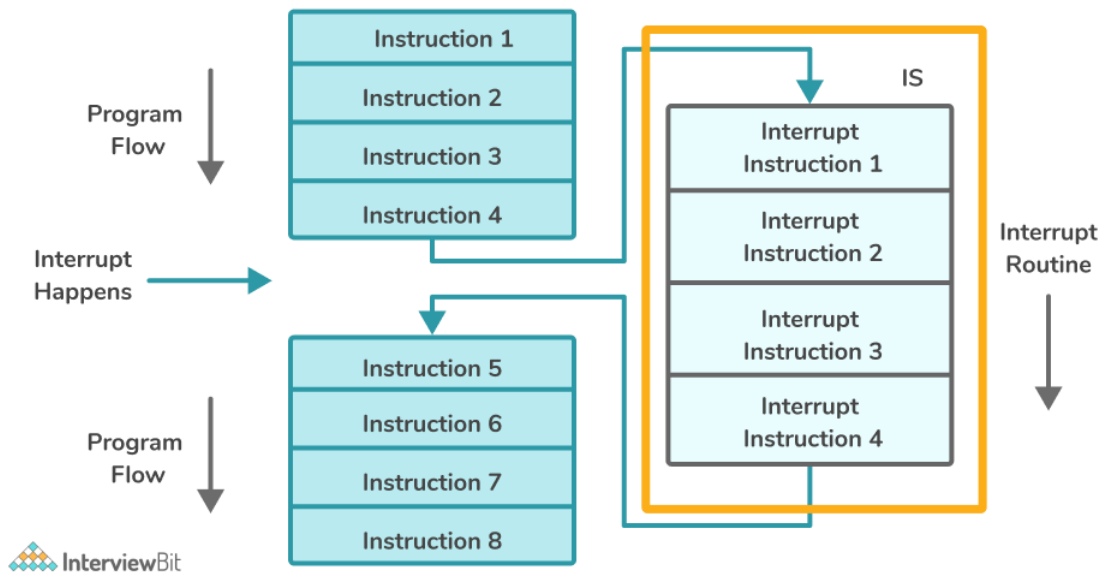 Program
Flow
Instruction 1
Instruction 2
Instruction 3
Instruction 4
Interrupt
Happens
IS
Interrupt
Instruction 1
Interrupt
Instruction 2
Interrupt
Instruction 3
Interrupt
Instruction 4
Interrupt
Routine
Program
Flow
Instruction 5
Instruction 6
Instruction 7
Instruction 8
InterviewBit